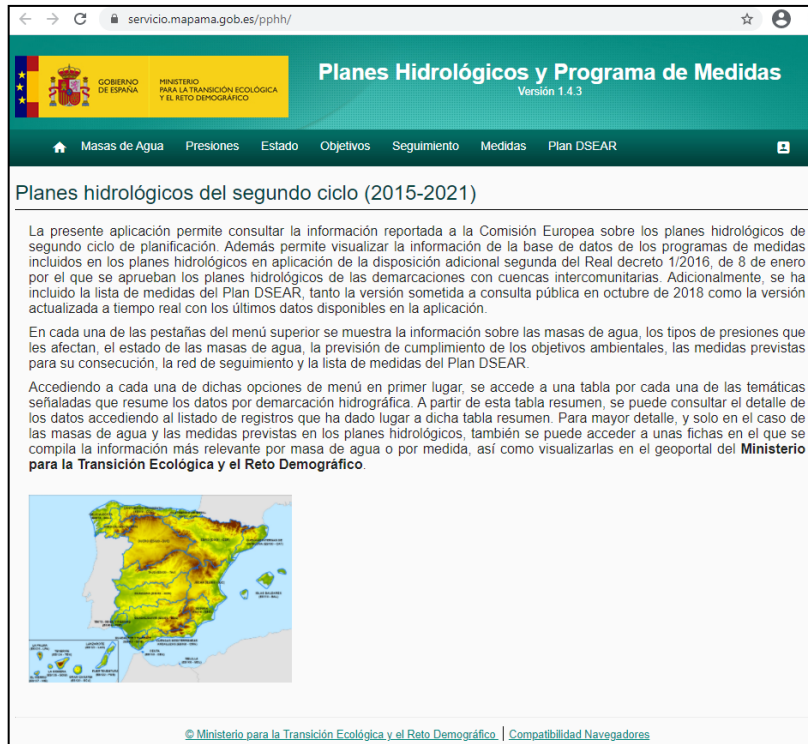 servicio.mapama.gob.es/pphh/
GOBIERNO
DE ESPAÑA
MINISTERIO
PARA LA TRANSICIÓN ECOLÓGICA
Y EL RETO DEMOGRÁFICO
Planes Hidrológicos y Programa de Medidas
Versión 1.4.3
Masas de Agua Presiones Estado Objetivos Seguimiento Medidas Plan DSEAR
Planes hidrológicos del segundo ciclo (2015-2021)
La presente aplicación permite consultar la información reportada a la Comisión Europea sobre los planes hidrológicos de
segundo ciclo de planificación. Además permite visualizar la información de la base de datos de los programas de medidas
incluidos en los planes hidrológicos en aplicación de la disposición adicional segunda del Real decreto 1/2016, de 8 de enero
por el que se aprueban los planes hidrológicos de las demarcaciones con cuencas intercomunitarias. Adicionalmente, se ha
incluido la lista de medidas del Plan DSEAR, tanto la versión sometida a consulta pública en octubre de 2018 como la versión
actualizada a tiempo real con los últimos datos disponibles en la aplicación.
En cada una de las pestañas del menú superior se muestra la información sobre las masas de agua, los tipos de presiones que
les afectan, el estado de las masas de agua, la previsión de cumplimiento de los objetivos ambientales, las medidas previstas
para su consecución, la red de seguimiento y la lista de medidas del Plan DSEAR.
Accediendo a cada una de dichas opciones de menú en primer lugar, se accede a una tabla por cada una de las temáticas
señaladas que resume los datos por demarcación hidrográfica. A partir de esta tabla resumen, se puede consultar el detalle de
los datos accediendo al listado de registros que ha dado lugar a dicha tabla resumen. Para mayor detalle, y solo en el caso de
las masas de agua y las medidas previstas en los planes hidrológicos, también se puede acceder a unas fichas en el que se
compila la información más relevante por masa de agua o por medida, así como visualizarlas en el geoportal del Ministerio
para la Transición Ecológica y el Reto Demográfico.
© Ministerio para la Transición Ecológica y el Reto Demográfico | Compatibilidad Navegadores